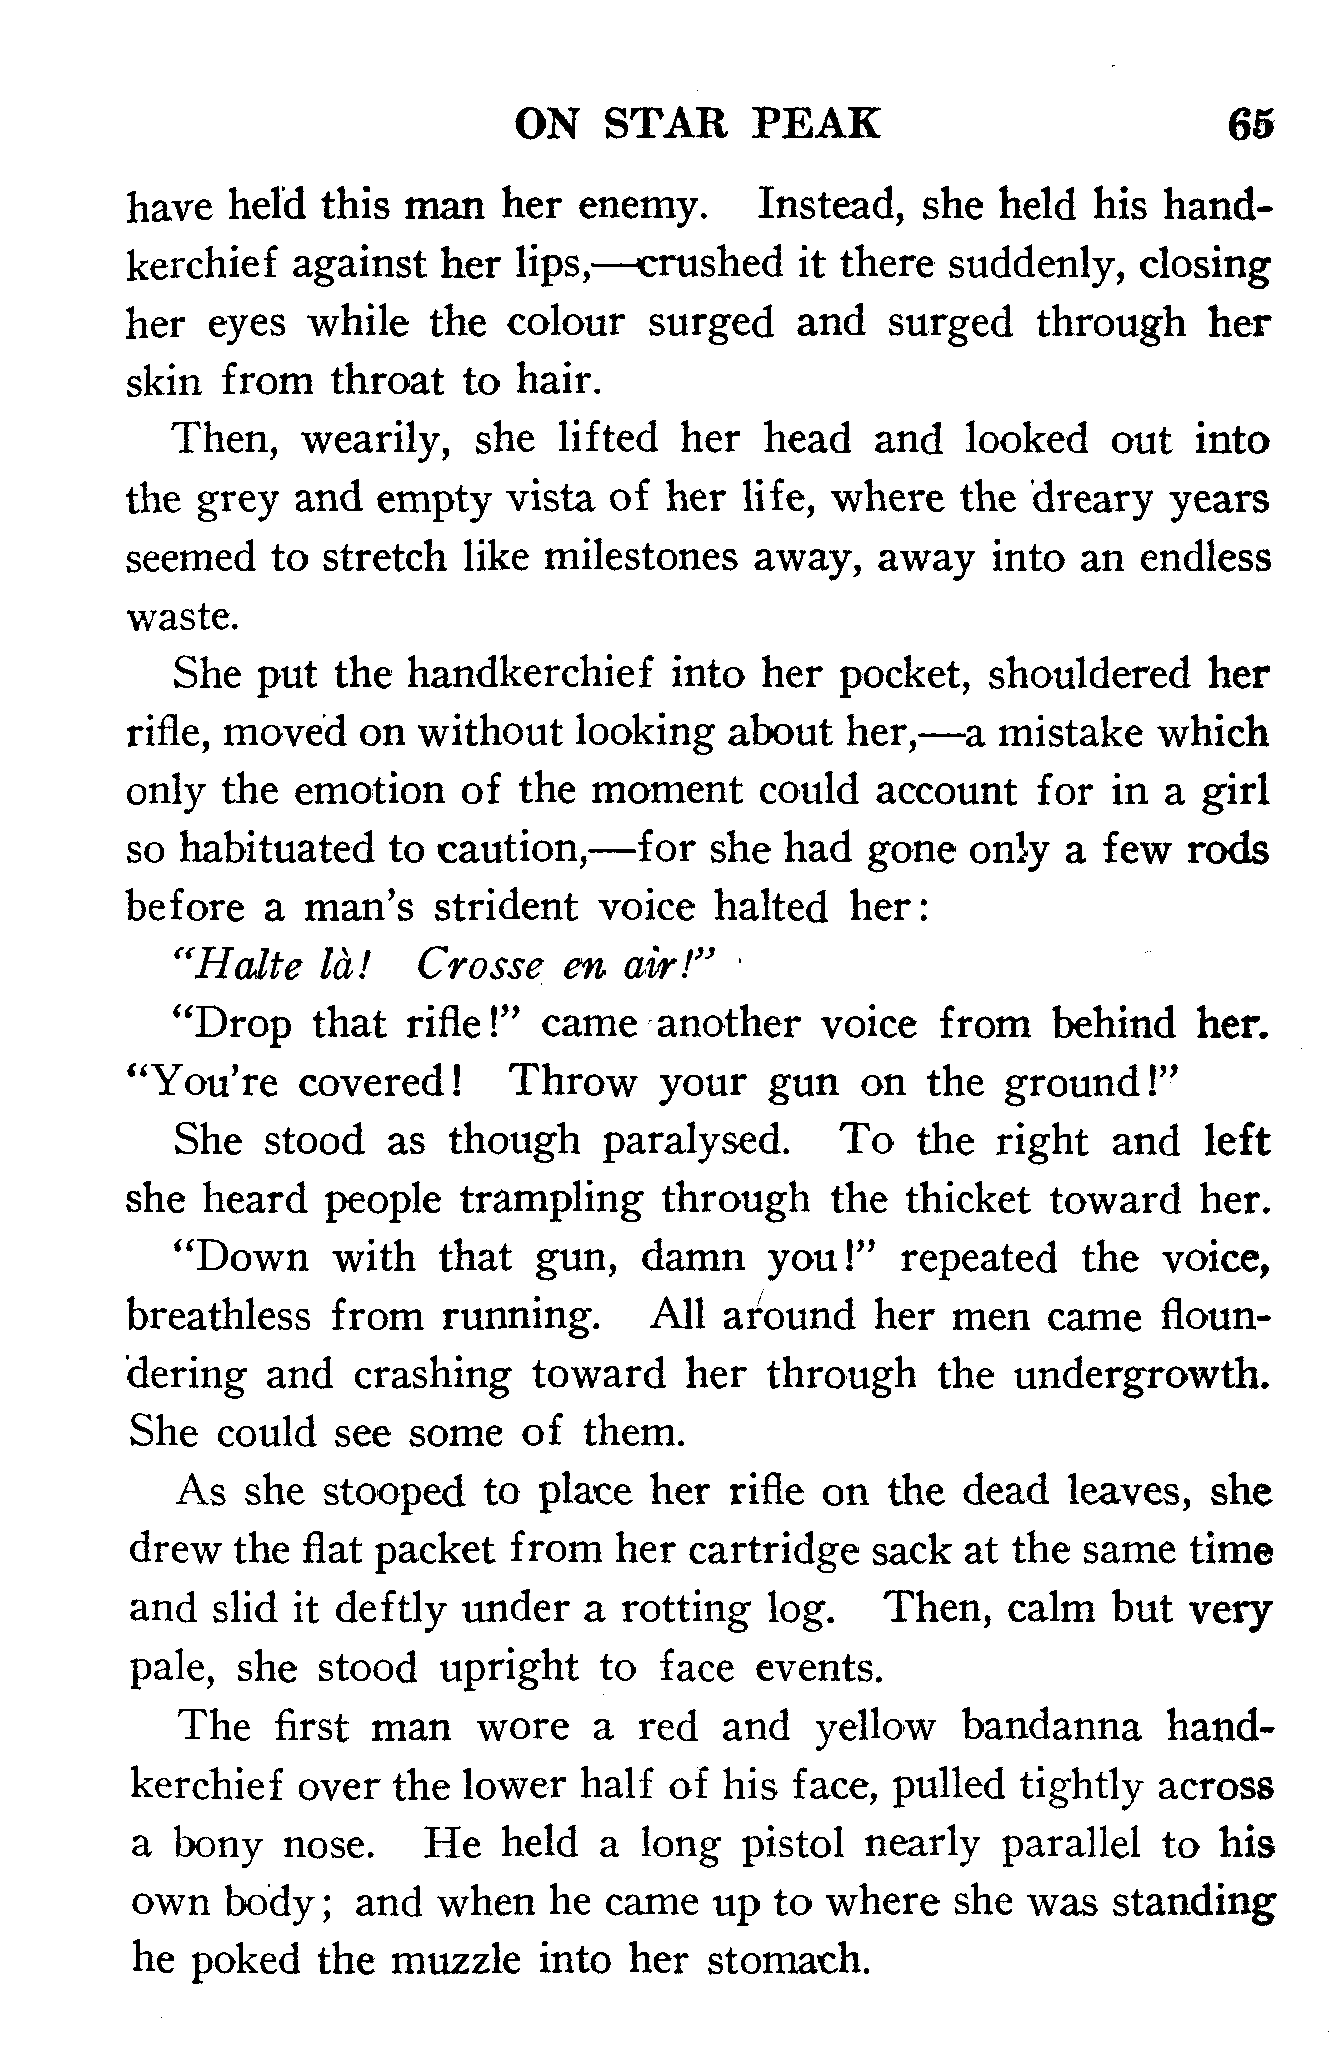 ON STAR PEAK 65
have held this man her enemy. Instead, she held his hand-
kerchief against her lips,—crushed it there suddenly, closing
her eyes while the colour surged and surged through her
skin from throat to hair.
Then, wearily, she lifted her head and looked out into
the grey and empty vista of her life, where the dreary years
seemed to stretch like milestones away, away into an endless
waste.
She put the handkerchief into her pocket, shouldered her
rifle, moved on without looking about her,—a mistake which
only the emotion of the moment could account for in a girl
so habituated to caution,—for she had gone only a few rods
before a man's strident voice halted her:
"Halte là! Crosse en air!"
"Drop that rifle!" came another voice from behind her.
"You're covered! Throw your gun on the ground!"
She stood as though paralysed. To the right and left
she heard people trampling through the thicket toward her.
"Down with that gun, damn you!" repeated the voice,
breathless from running. All around her men came floun-
dering and crashing toward her through the undergrowth.
She could see some of them.
As she stooped to place her rifle on the dead leaves, she
drew the flat packet from her cartridge sack at the same time
and slid it deftly under a rotting log. Then, calm but very
pale, she stood upright to face events.
The first man wore a red and yellow bandanna hand-
kerchief over the lower half of his face, pulled tightly across
a bony nose. He held a long pistol nearly parallel to his
own body; and when he came up to where she was standing
he poked the muzzle into her stomach.